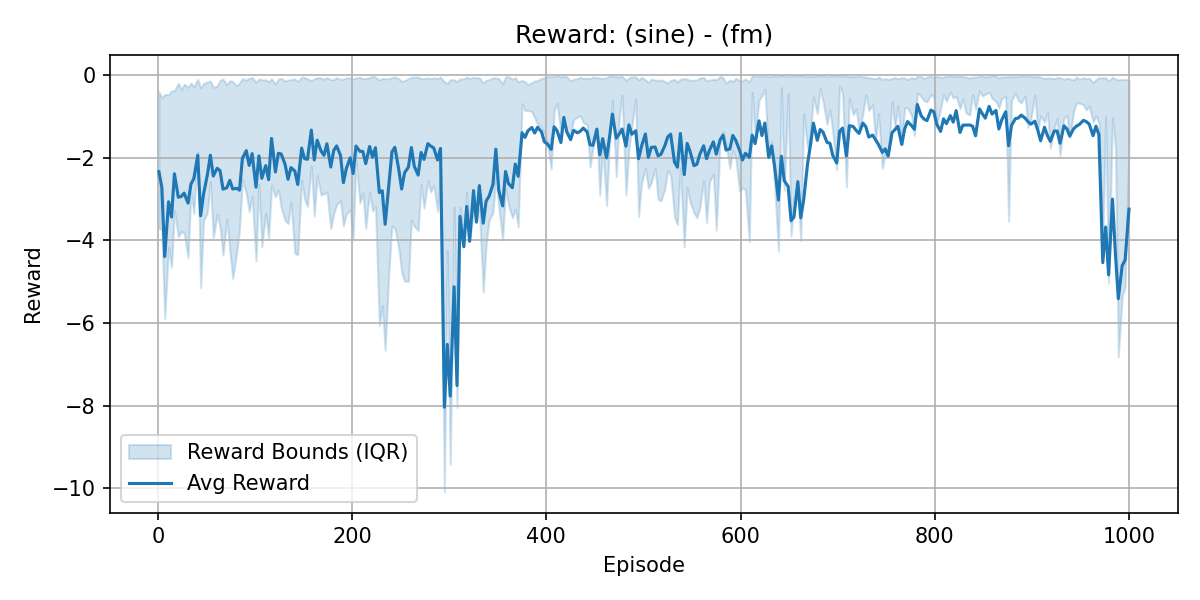 Reward: (sine) - (fm)
Reward
0
−2
−4
−6
−8
−10
Reward Bounds (IQR)
Avg Reward
0
200
400
600
800
1000
Episode